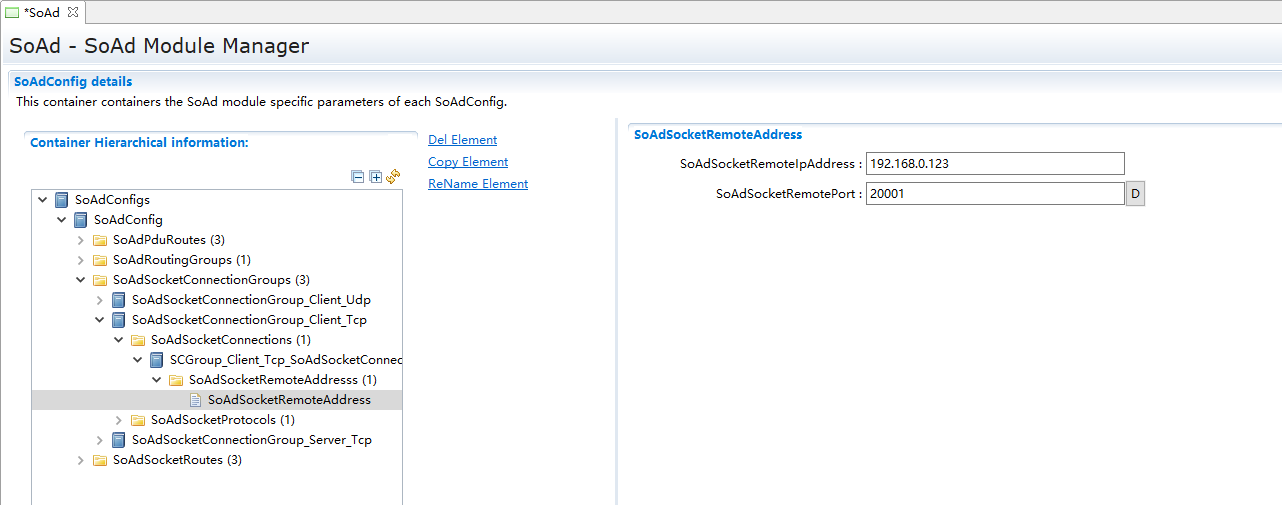 *SoAd
SoAd - SoAd Module Manager
SoAdConfig details
This container containers the SoAd module specific parameters of each SoAdConfig.
Container Hierarchical information:
Del Element
Copy Element
ReName Element
SoAdConfigs
SoAdConfig
SoAdPduRoutes (3)
SoAdRoutingGroups (1)
SoAdSocketConnectionGroups (3)
SoAdSocketConnectionGroup_Client_Udp
SoAdSocketConnectionGroup_Client_Tcp
SoAdSocketConnections (1)
SCGroup_Client_Tcp_SoAdSocketConnec
SoAdSocketRemoteAddresss (1)
SoAdSocketRemoteAddress
SoAdSocketProtocols (1)
SoAdSocketConnectionGroup_Server_Tcp
SoAdSocketRoutes (3)
SoAdSocketRemoteAddress
SoAdSocketRemoteIpAddress : 192.168.0.123
SoAdSocketRemotePort : 20001 D